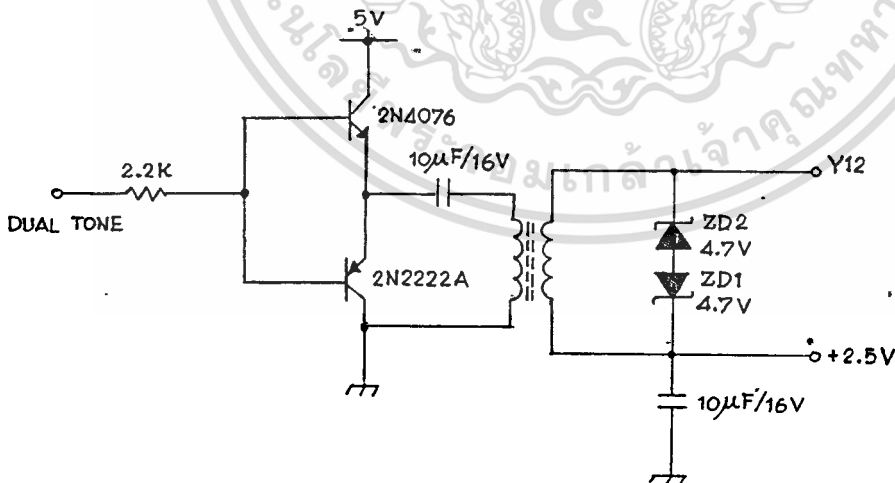 5V
2N4076
10µF/16V
2.2K
Y12
DUAL TONE
ZD2
4.7V
2N2222A
ZD1
4.7V
+2.5V
10µF/16V